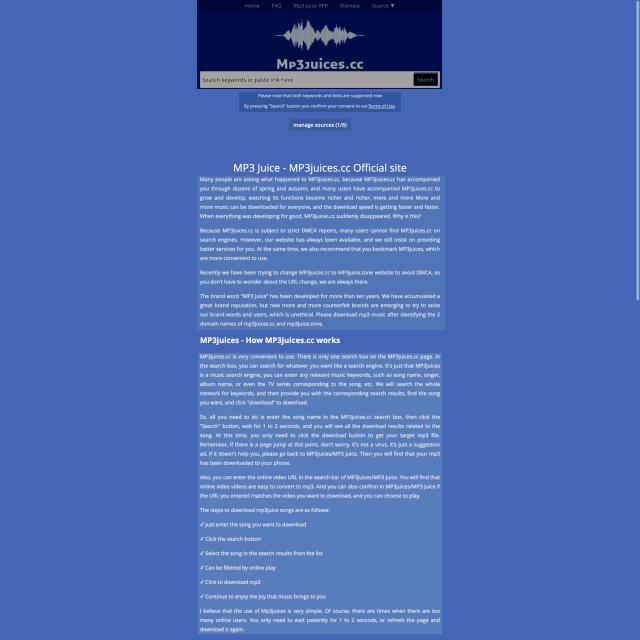 Home FAQ Mp3 Juice APP Vidmate Source ▼
Mp3Juices.cc
Search keywords or paste link here Search
Please note that both keywords and links are supported now
By pressing "Search" button you confirm your consent to our Terms of Use.
manage sources (1/6)
MP3 Juice - MP3juices.cc Official site
Many people are asking what happened to MP3juices.cc, because MP3juices.cc has accompanied
you through dozens of spring and autumn, and many users have accompanied MP3juices.cc to
grow and develop, watching its functions become richer and richer, more and more More and
more music can be downloaded for everyone, and the download speed is getting faster and faster.
When everything was developing for good, MP3juices.cc suddenly disappeared. Why is this?
Because MP3juices.cc is subject to strict DMCA reports, many users cannot find MP3juices.cc on
search engines. However, our website has always been available, and we still insist on providing
better services for you. At the same time, we also recommend that you bookmark MP3juices, which
are more convenient to use.
Recently we have been trying to change MP3juices.cc to MP3juice.zone website to avoid DMCA, so
you don't have to wonder about the URL change, we are always there.
The brand word "MP3 Juice" has been developed for more than ten years. We have accumulated a
great brand reputation, but now more and more counterfeit brands are emerging to try to seize
our brand words and users, which is unethical. Please download mp3 music after identifying the 2
domain names of mp3juices.cc and mp3juice.zone.
MP3Juices - How MP3juices.cc works
MP3juices.cc is very convenient to use. There is only one search box on the MP3juices.cc page. In
the search box, you can search for whatever you want like a search engine. It's just that MP3juices
is a music search engine, you can enter any relevant music keywords, such as song name, singer,
album name, or even the TV series corresponding to the song, etc. We will search the whole
network for keywords, and then provide you with the corresponding search results, find the song
you want, and click "download" to download.
So, all you need to do is enter the song name in the MP3juices.cc search box, then click the
"Search" button, wait for 1 to 2 seconds, and you will see all the download results related to the
song. At this time, you only need to click the download button to get your target mp3 file.
Remember, if there is a page jump at this point, don't worry, it's not a virus, it's just a suggestion
ad, if it doesn't help you, please go back to MP3Juices/MP3 Juice. Then you will find that your mp3
has been downloaded to your phone.
Also, you can enter the online video URL in the search bar of MP3Juices/MP3 Juice. You will find that
online video videos are easy to convert to mp3. And you can also confirm in MP3Juices/MP3 Juice if
the URL you entered matches the video you want to download, and you can choose to play.
The steps to download mp3juice songs are as follows:
✓ Just enter the song you want to download
✓ Click the search button
✓ Select the song in the search results from the list
✓ Can be filtered by online play
✓ Click to download mp3
✓ Continue to enjoy the joy that music brings to you
I believe that the use of Mp3juices is very simple. Of course, there are times when there are too
many online users. You only need to wait patiently for 1 to 2 seconds, or refresh the page and
download it again.